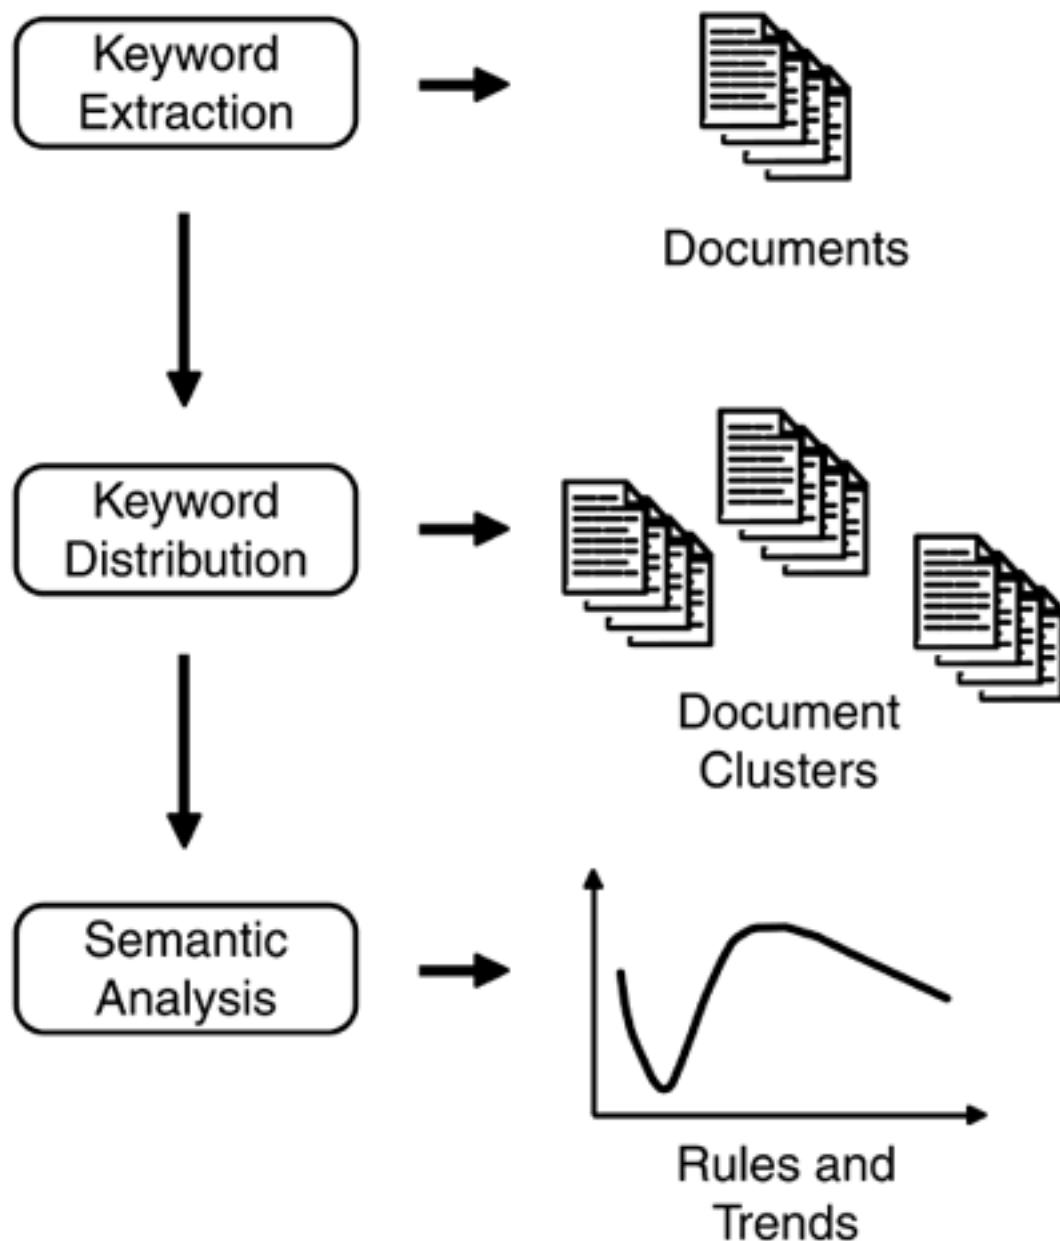 Keyword
Extraction
Documents
Keyword
Distribution
Document
Clusters
Semantic
Analysis
Rules and
Trends